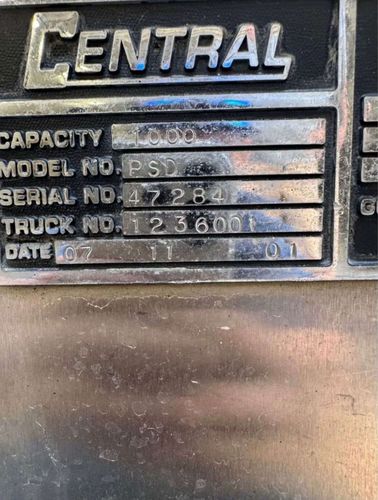 CENTRAL
CAPACITY 1000
MODEL NO. PSD
SERIAL NO. 47284
TRUCK NO. 1236001
DATE 07 11 01
G